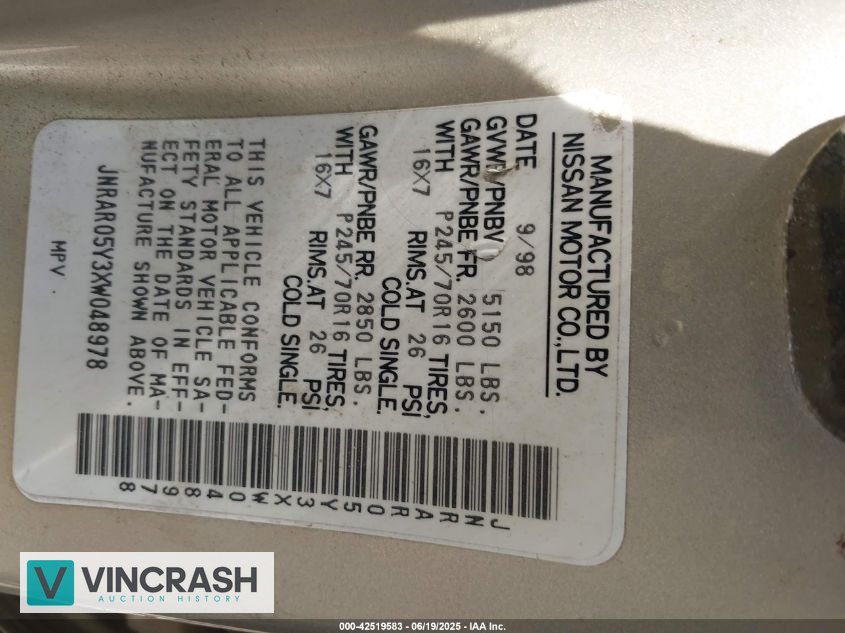 MANUFACTURED BY
NISSAN MOTOR CO.,LTD.
DATE 9/98
GVWR/PNBV 5150 LBS.
GAWR/PNBE FR. 2600 LBS.
WITH P245/70R16 TIRES,
16X7 RIMS.AT 26 PSI
COLD SINGLE.
GAWR/PNBE RR. 2850 LBS.
WITH P245/70R16 TIRES,
16X7 RIMS.AT 26 PSI
COLD SINGLE.
THIS VEHICLE CONFORMS
TO ALL APPLICABLE FED-
ERAL MOTOR VEHICLE SA-
FETY STANDARDS IN EFF-
ECT ON THE DATE OF MA-
NUFACTURE SHOWN ABOVE.
JNRAR05Y3XW048978
MPV.
JNRAR05Y3XW048978
V VINCRASH
AUCTION HISTORY
000-42519583 - 06/19/2025 - IAA Inc.